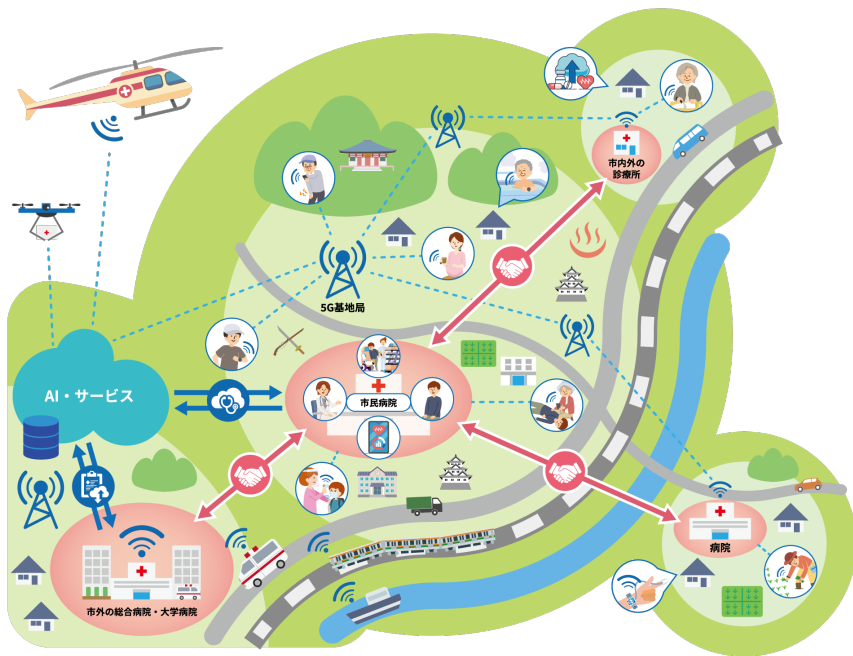 市内外の
診療所
5G基地局
AI・サービス
市民病院
病院
市外の総合病院・大学病院